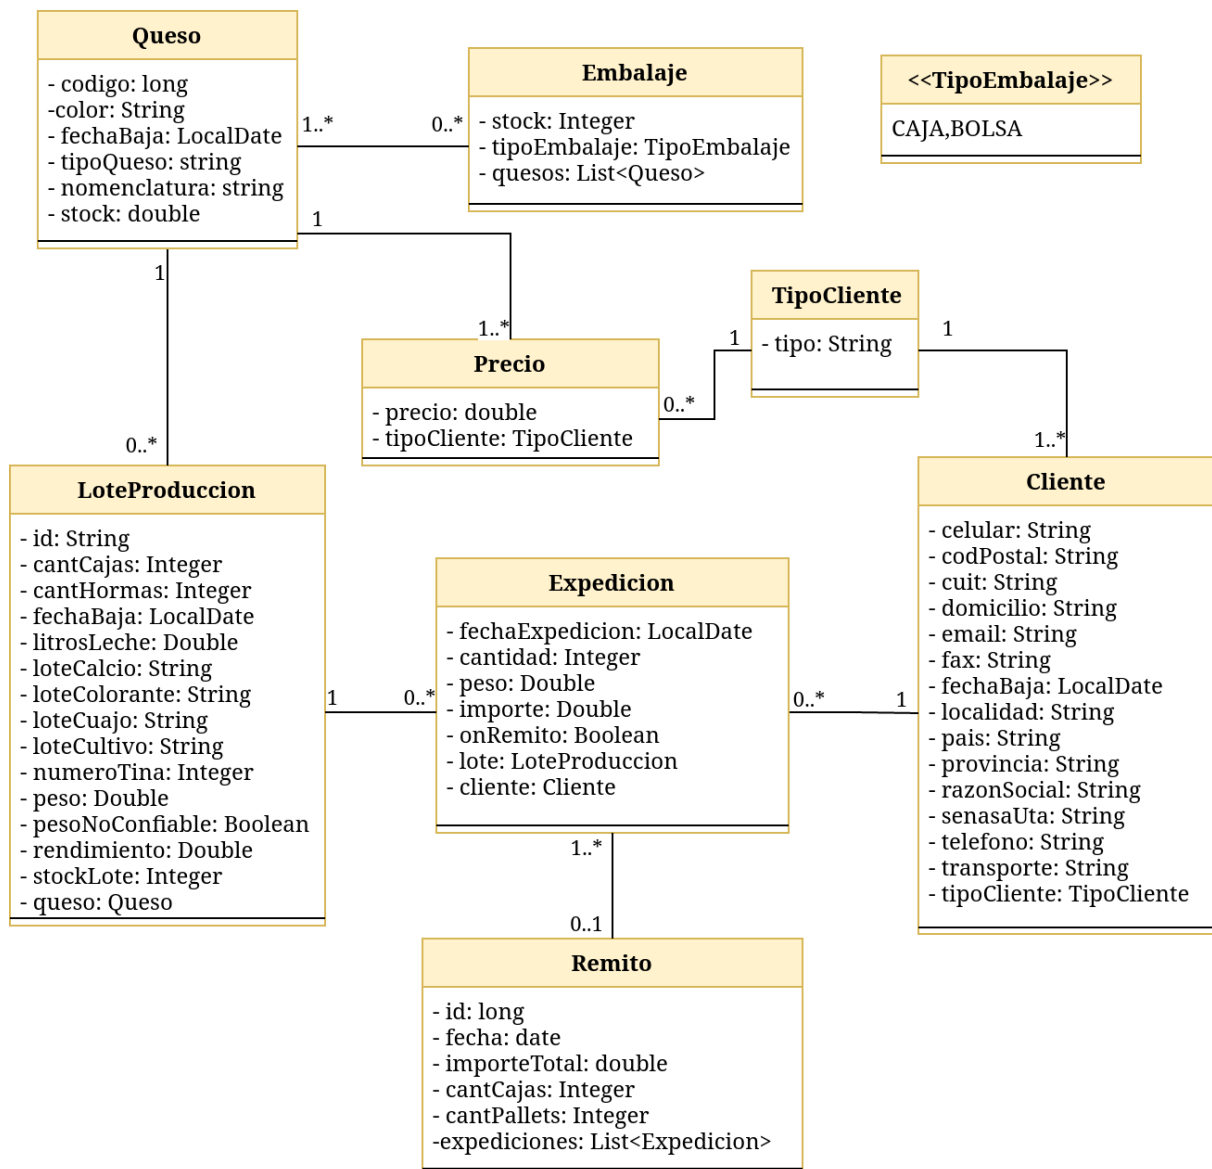 Queso
- codigo: long
-color: String
- fechaBaja: LocalDate
- tipoQueso: string
- nomenclatura: string
- stock: double
1..*
0..*
Embalaje
- stock: Integer
- tipoEmbalaje: TipoEmbalaje
- quesos: List<Queso>
<<TipoEmbalaje>>
CAJA,BOLSA
1
1..*
1
0..*
Precio
- precio: double
- tipoCliente: TipoCliente
0..*
1
TipoCliente
- tipo: String
1
1..*
LoteProduccion
- id: String
- cantCajas: Integer
- cantHormas: Integer
- fechaBaja: LocalDate
- litrosLeche: Double
- loteCalcio: String
- loteColorante: String
- loteCuajo: String
- loteCultivo: String
- numeroTina: Integer
- peso: Double
- pesoNoConfiable: Boolean
- rendimiento: Double
- stockLote: Integer
- queso: Queso
1
0..*
Expedicion
- fechaExpedicion: LocalDate
- cantidad: Integer
- peso: Double
- importe: Double
- onRemito: Boolean
- lote: LoteProduccion
- cliente: Cliente
0..*
1
Cliente
- celular: String
- codPostal: String
- cuit: String
- domicilio: String
- email: String
- fax: String
- fechaBaja: LocalDate
- localidad: String
- pais: String
- provincia: String
- razonSocial: String
- senasaUta: String
- telefono: String
- transporte: String
- tipoCliente: TipoCliente
1..*
0..1
Remito
- id: long
- fecha: date
- importeTotal: double
- cantCajas: Integer
- cantPallets: Integer
-expediciones: List<Expedicion>